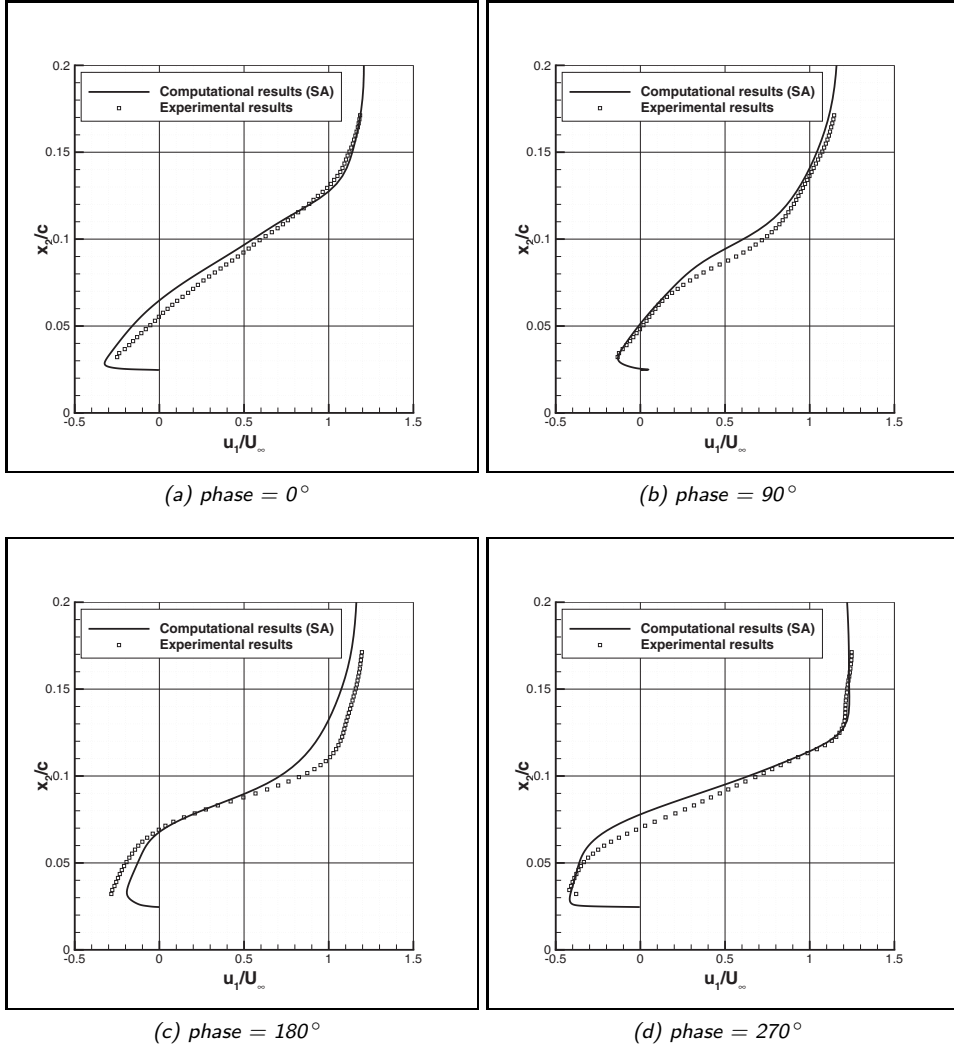 0.2
Computational results (SA)
Experimental results
0.15
0.1
0.05
0
x₂/c
-0.5 0 0.5 1 1.5
u₁/U∞
(a) phase = 0°
0.2
Computational results (SA)
Experimental results
0.15
0.1
0.05
0
x₂/c
-0.5 0 0.5 1 1.5
u₁/U∞
(b) phase = 90°
0.2
Computational results (SA)
Experimental results
0.15
0.1
0.05
0
x₂/c
-0.5 0 0.5 1 1.5
u₁/U∞
(c) phase = 180°
0.2
Computational results (SA)
Experimental results
0.15
0.1
0.05
0
x₂/c
-0.5 0 0.5 1 1.5
u₁/U∞
(d) phase = 270°